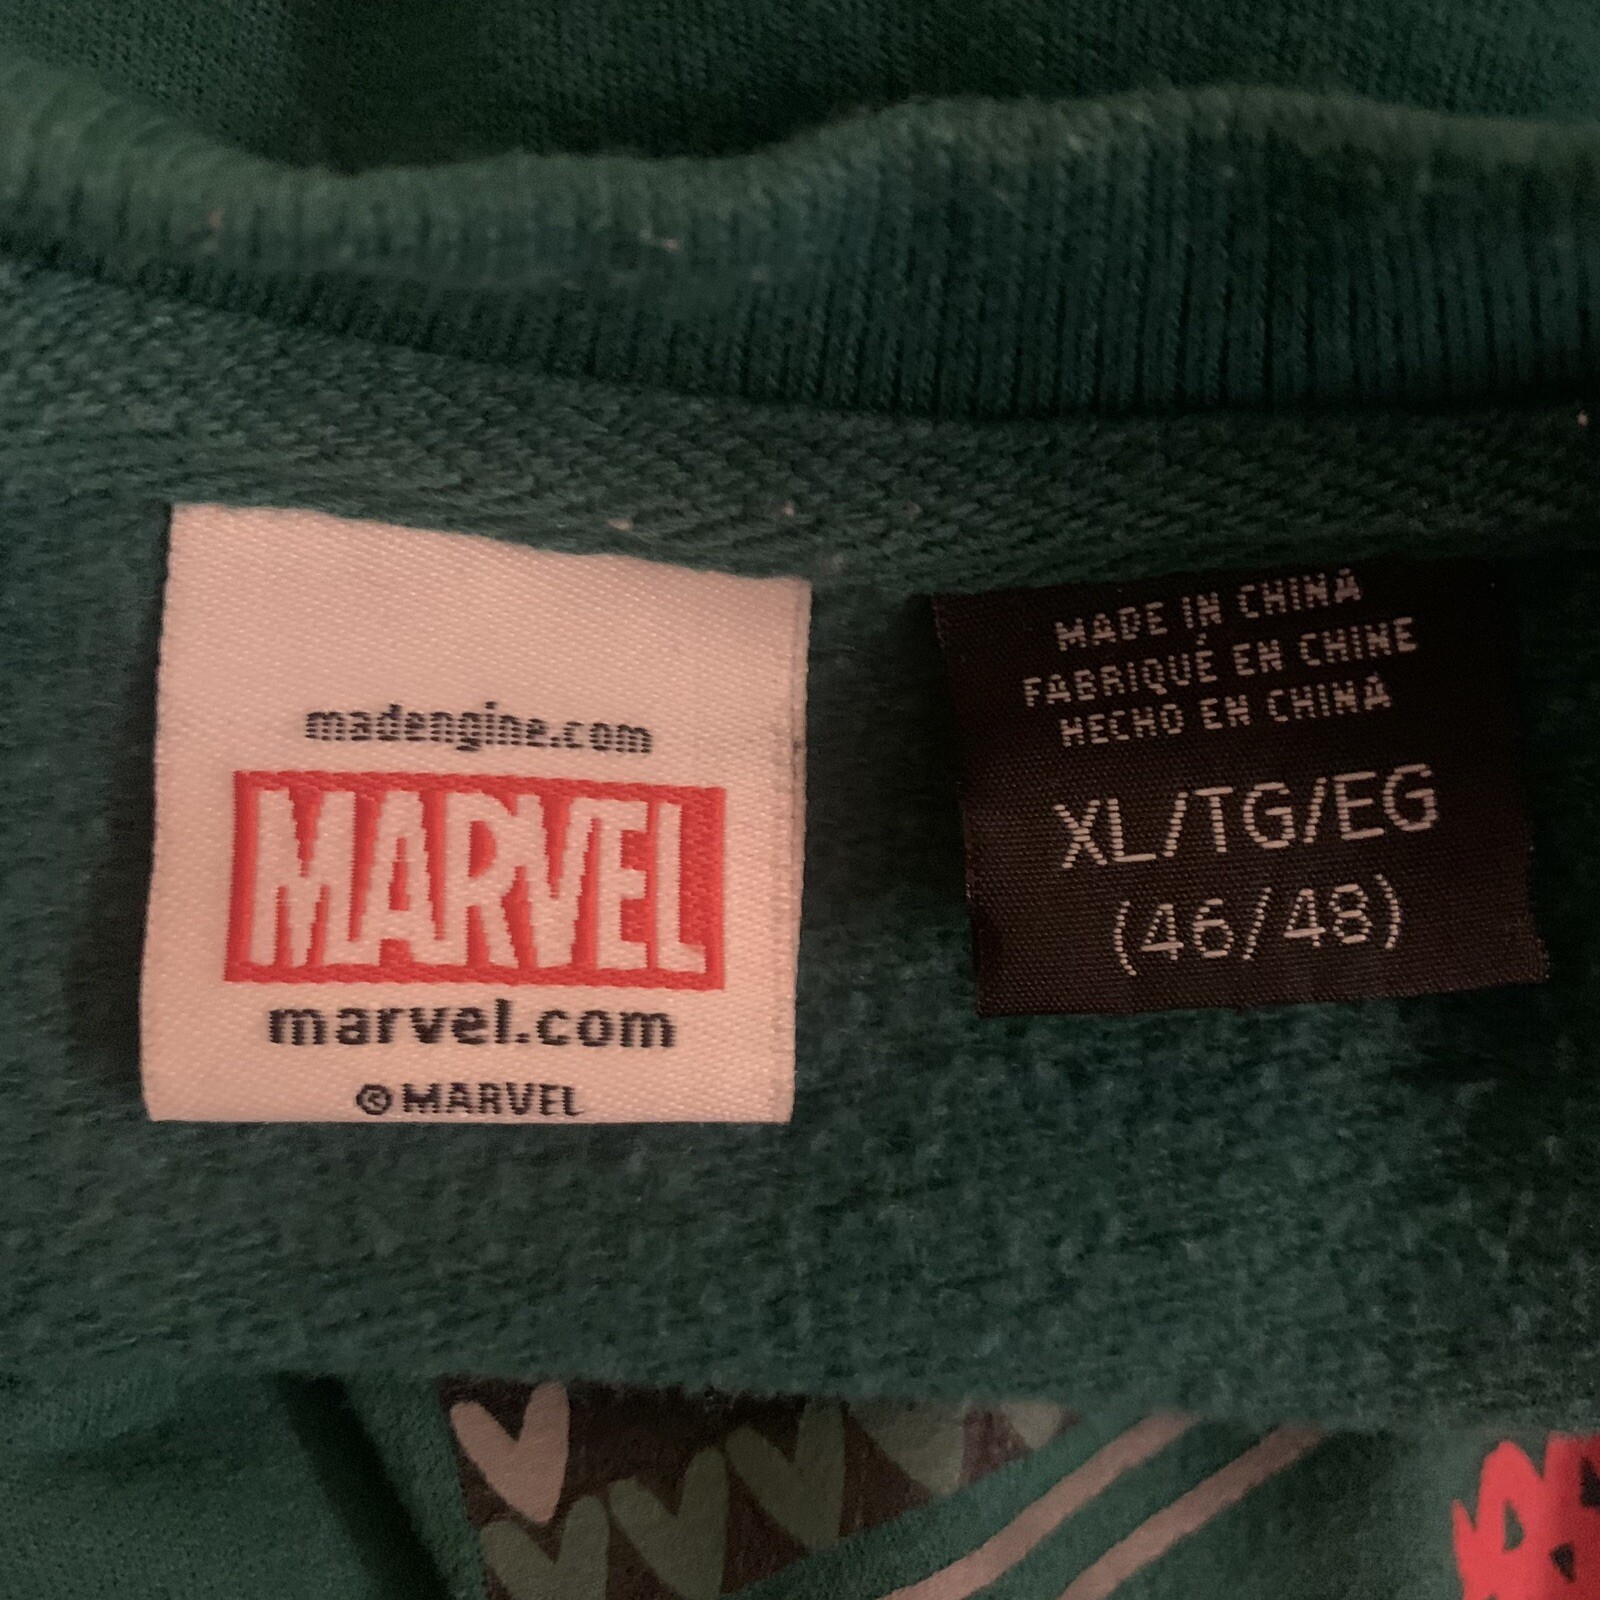 madengine.com
MARVEL
marvel.com
©MARVEL
MADE IN CHINA
FABRIQUÉ EN CHINE
HECHO EN CHINA
XL/TG/EG
(46/48)